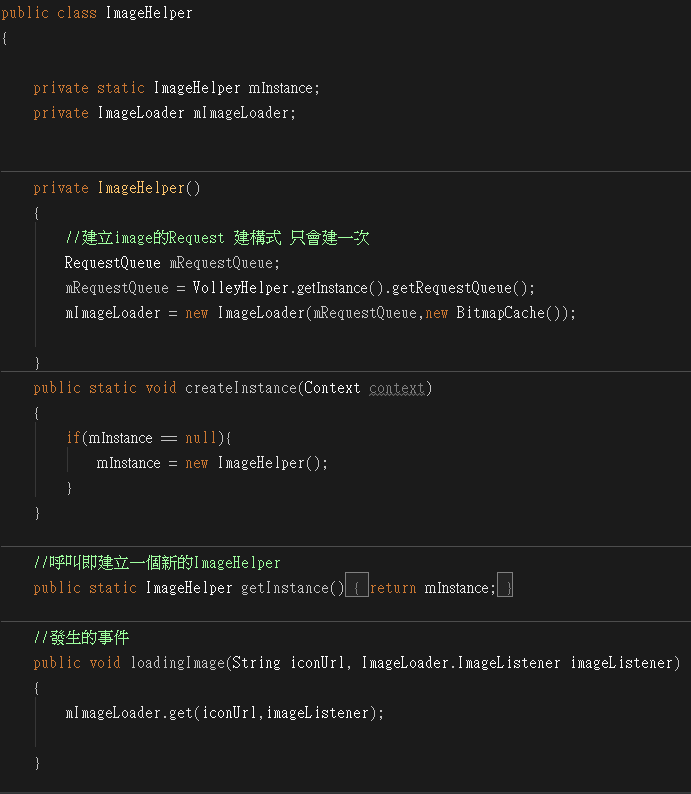 public class ImageHelper
{
private static ImageHelper mInstance;
private ImageLoader mImageLoader;
private ImageHelper()
{
//建立image的Request 建構式 只會建一次
RequestQueue mRequestQueue;
mRequestQueue = VolleyHelper.getInstance().getRequestQueue();
mImageLoader = new ImageLoader(mRequestQueue,new BitmapCache());
}
public static void createInstance(Context context)
{
if(mInstance == null){
mInstance = new ImageHelper();
}
}
//呼叫即建立一個新的ImageHelper
public static ImageHelper getInstance() { return mInstance; }
//發生的事件
public void loadingImage(String iconUrl, ImageLoader.ImageListener imageListener)
{
mImageLoader.get(iconUrl,imageListener);
}